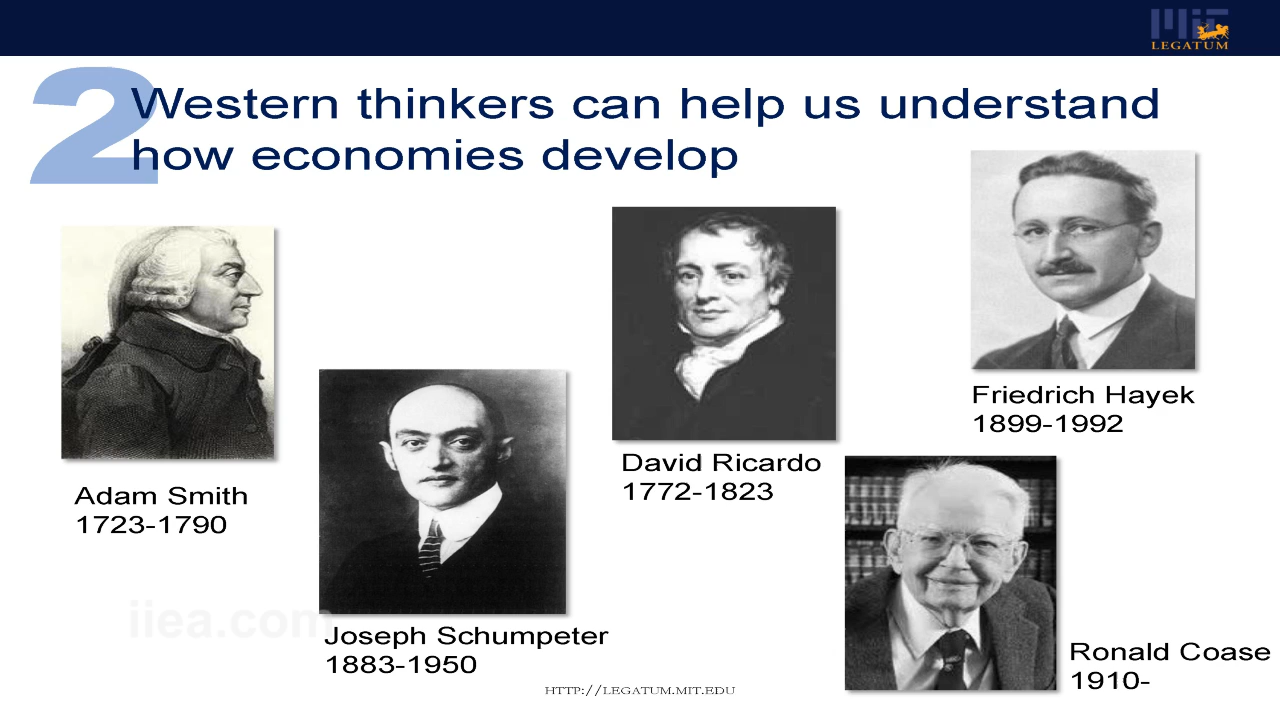 MIT
LEGATUM
2
Western thinkers can help us understand
how economies develop
Adam Smith
1723-1790
Joseph Schumpeter
1883-1950
David Ricardo
1772-1823
Friedrich Hayek
1899-1992
Ronald Coase
1910-
iiea.com
HTTP://LEGATUM.MIT.EDU